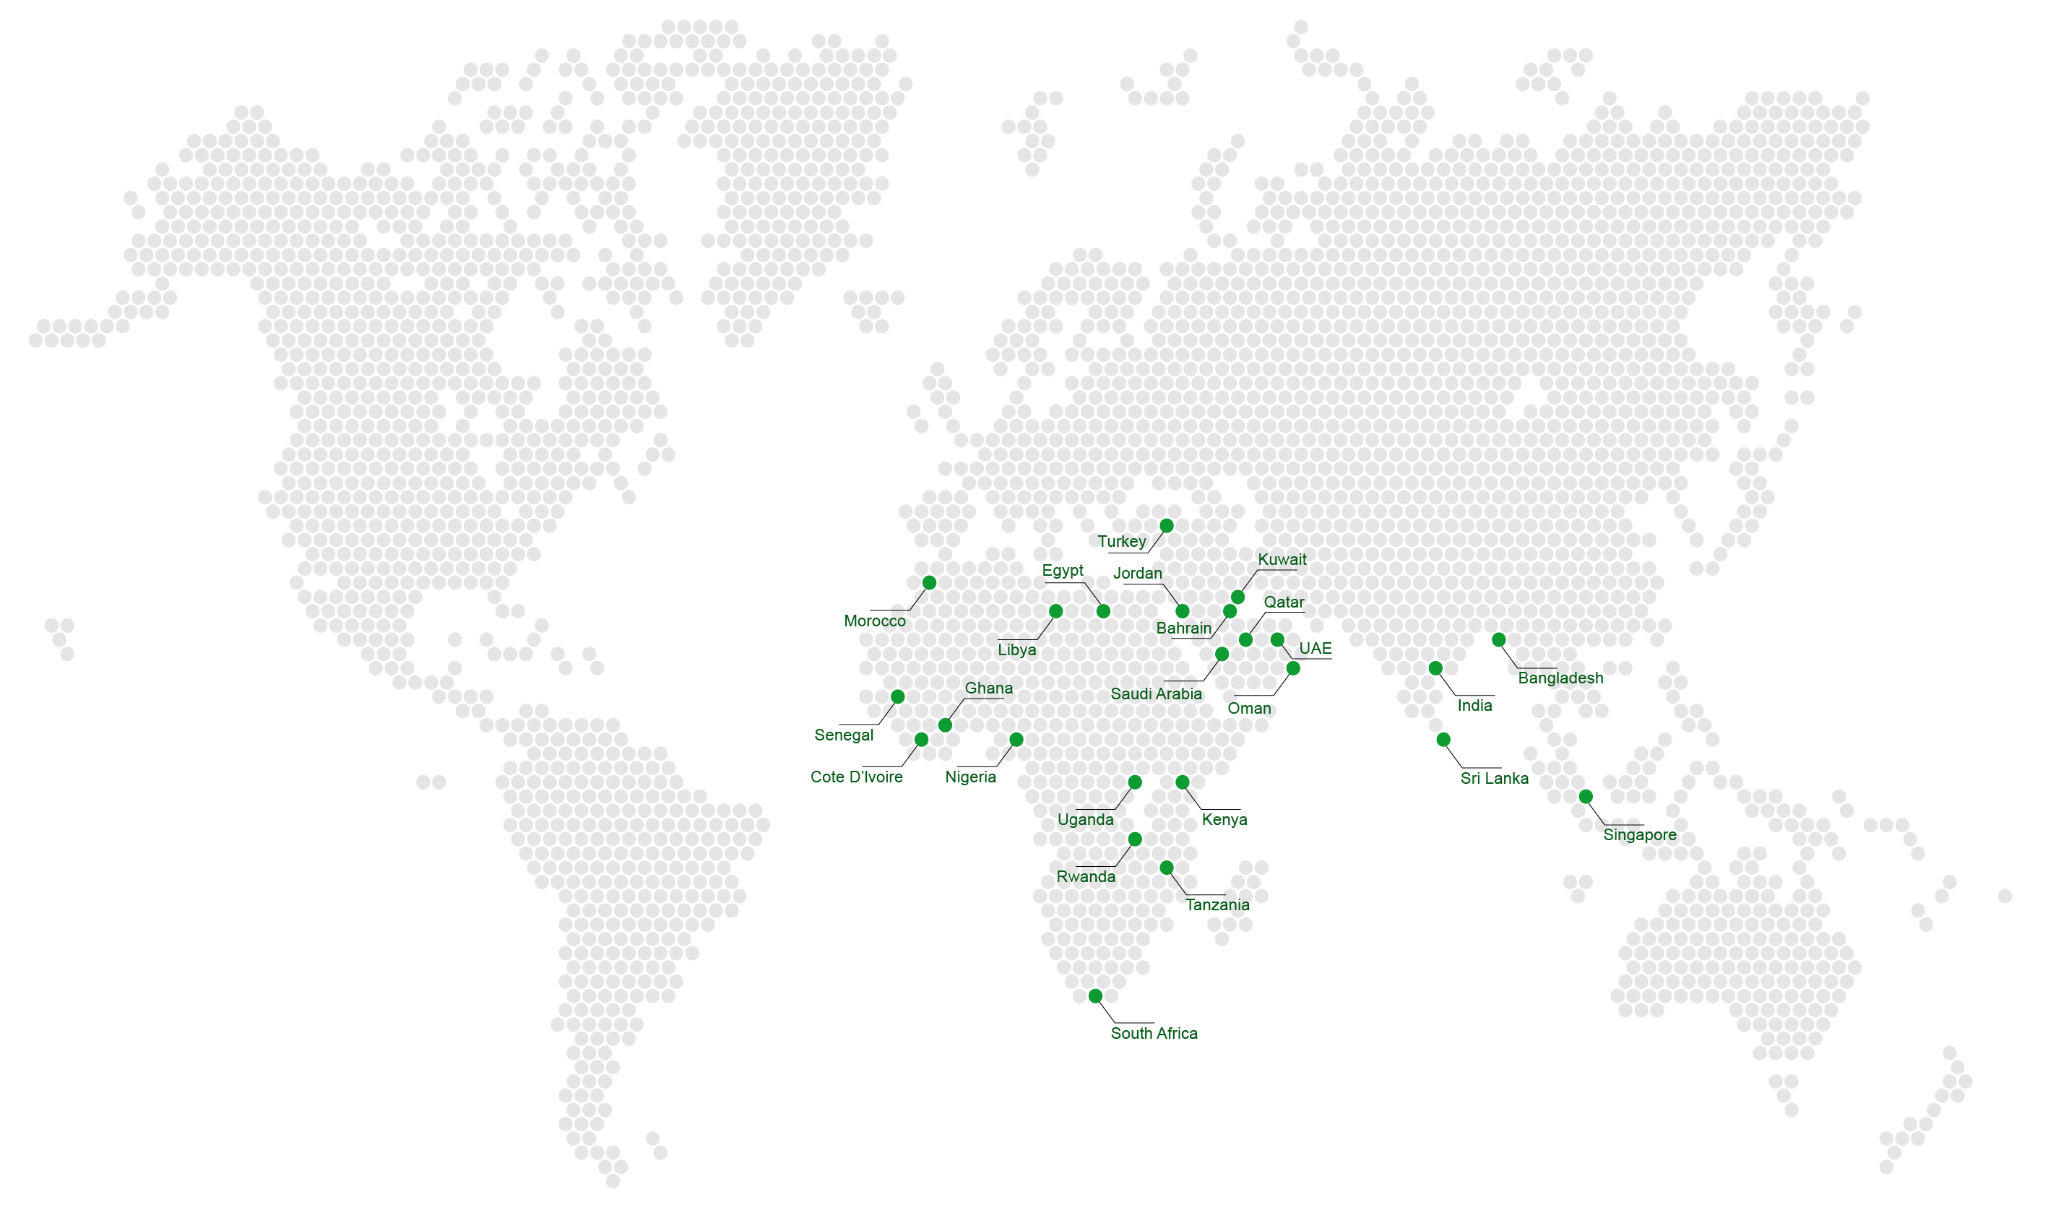 Turkey
Kuwait
Egypt
Jordan
Qatar
Morocco
Bahrain
Libya
UAE
Bangladesh
Ghana
Saudi Arabia
Oman
India
Senegal
Cote D'Ivoire
Nigeria
Sri Lanka
Uganda
Kenya
Singapore
Rwanda
Tanzania
South Africa